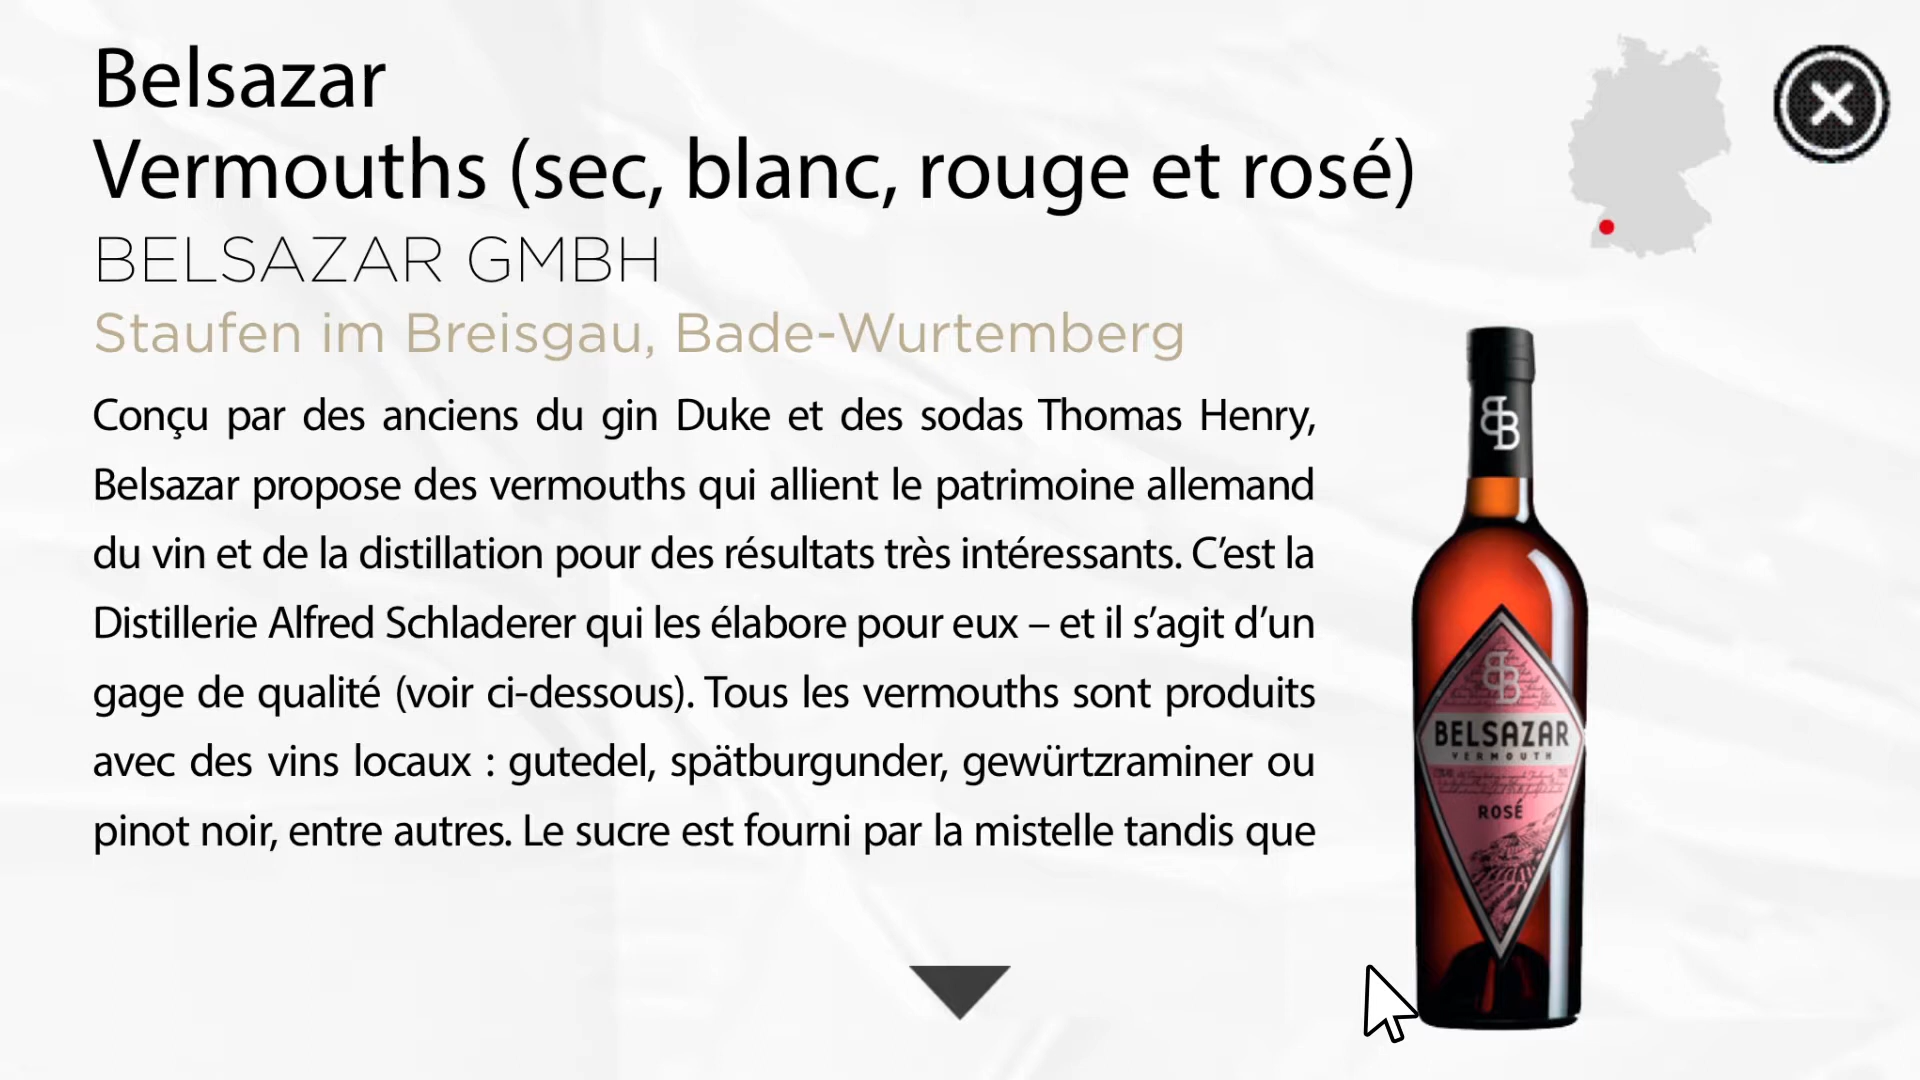 Belsazar
Vermouths (sec, blanc, rouge et rosé)
BELSAZAR GMBH
Staufen im Breisgau, Bade-Wurtemberg
Conçu par des anciens du gin Duke et des sodas Thomas Henry,
Belsazar propose des vermouths qui allient le patrimoine allemand
du vin et de la distillation pour des résultats très intéressants. C’est la
Distillerie Alfred Schladerer qui les élabore pour eux – et il s’agit d’un
gage de qualité (voir ci-dessous). Tous les vermouths sont produits
avec des vins locaux : gutedel, spätburgunder, gewürtzraminer ou
pinot noir, entre autres. Le sucre est fourni par la mistelle tandis que
BELSAZAR
VERMOUTH
ROSÉ